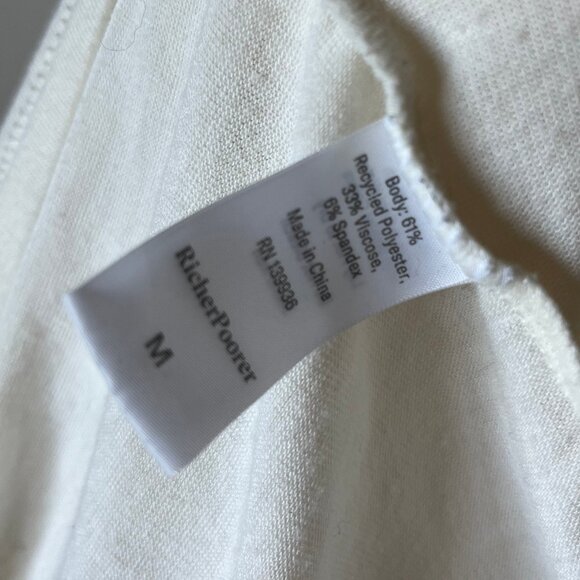 Body: 61%
Recycled Polyester,
33% Viscose,
6% Spandex
Made in China
RN 139936
RicherPoorer
M